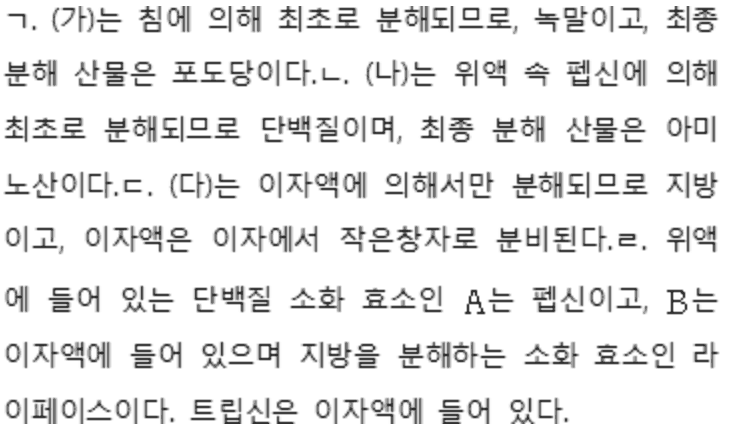 ㄱ. (가)는 침에 의해 최초로 분해되므로, 녹말이고, 최종
분해 산물은 포도당이다.ㄴ. (나)는 위액 속 펩신에 의해
최초로 분해되므로 단백질이며, 최종 분해 산물은 아미
노산이다.ㄷ. (다)는 이자액에 의해서만 분해되므로 지방
이고, 이자액은 이자에서 작은창자로 분비된다.ㄹ. 위액
에 들어 있는 단백질 소화 효소인 A는 펩신이고, B는
이자액에 들어 있으며 지방을 분해하는 소화 효소인 라
이페이스이다. 트립신은 이자액에 들어 있다.